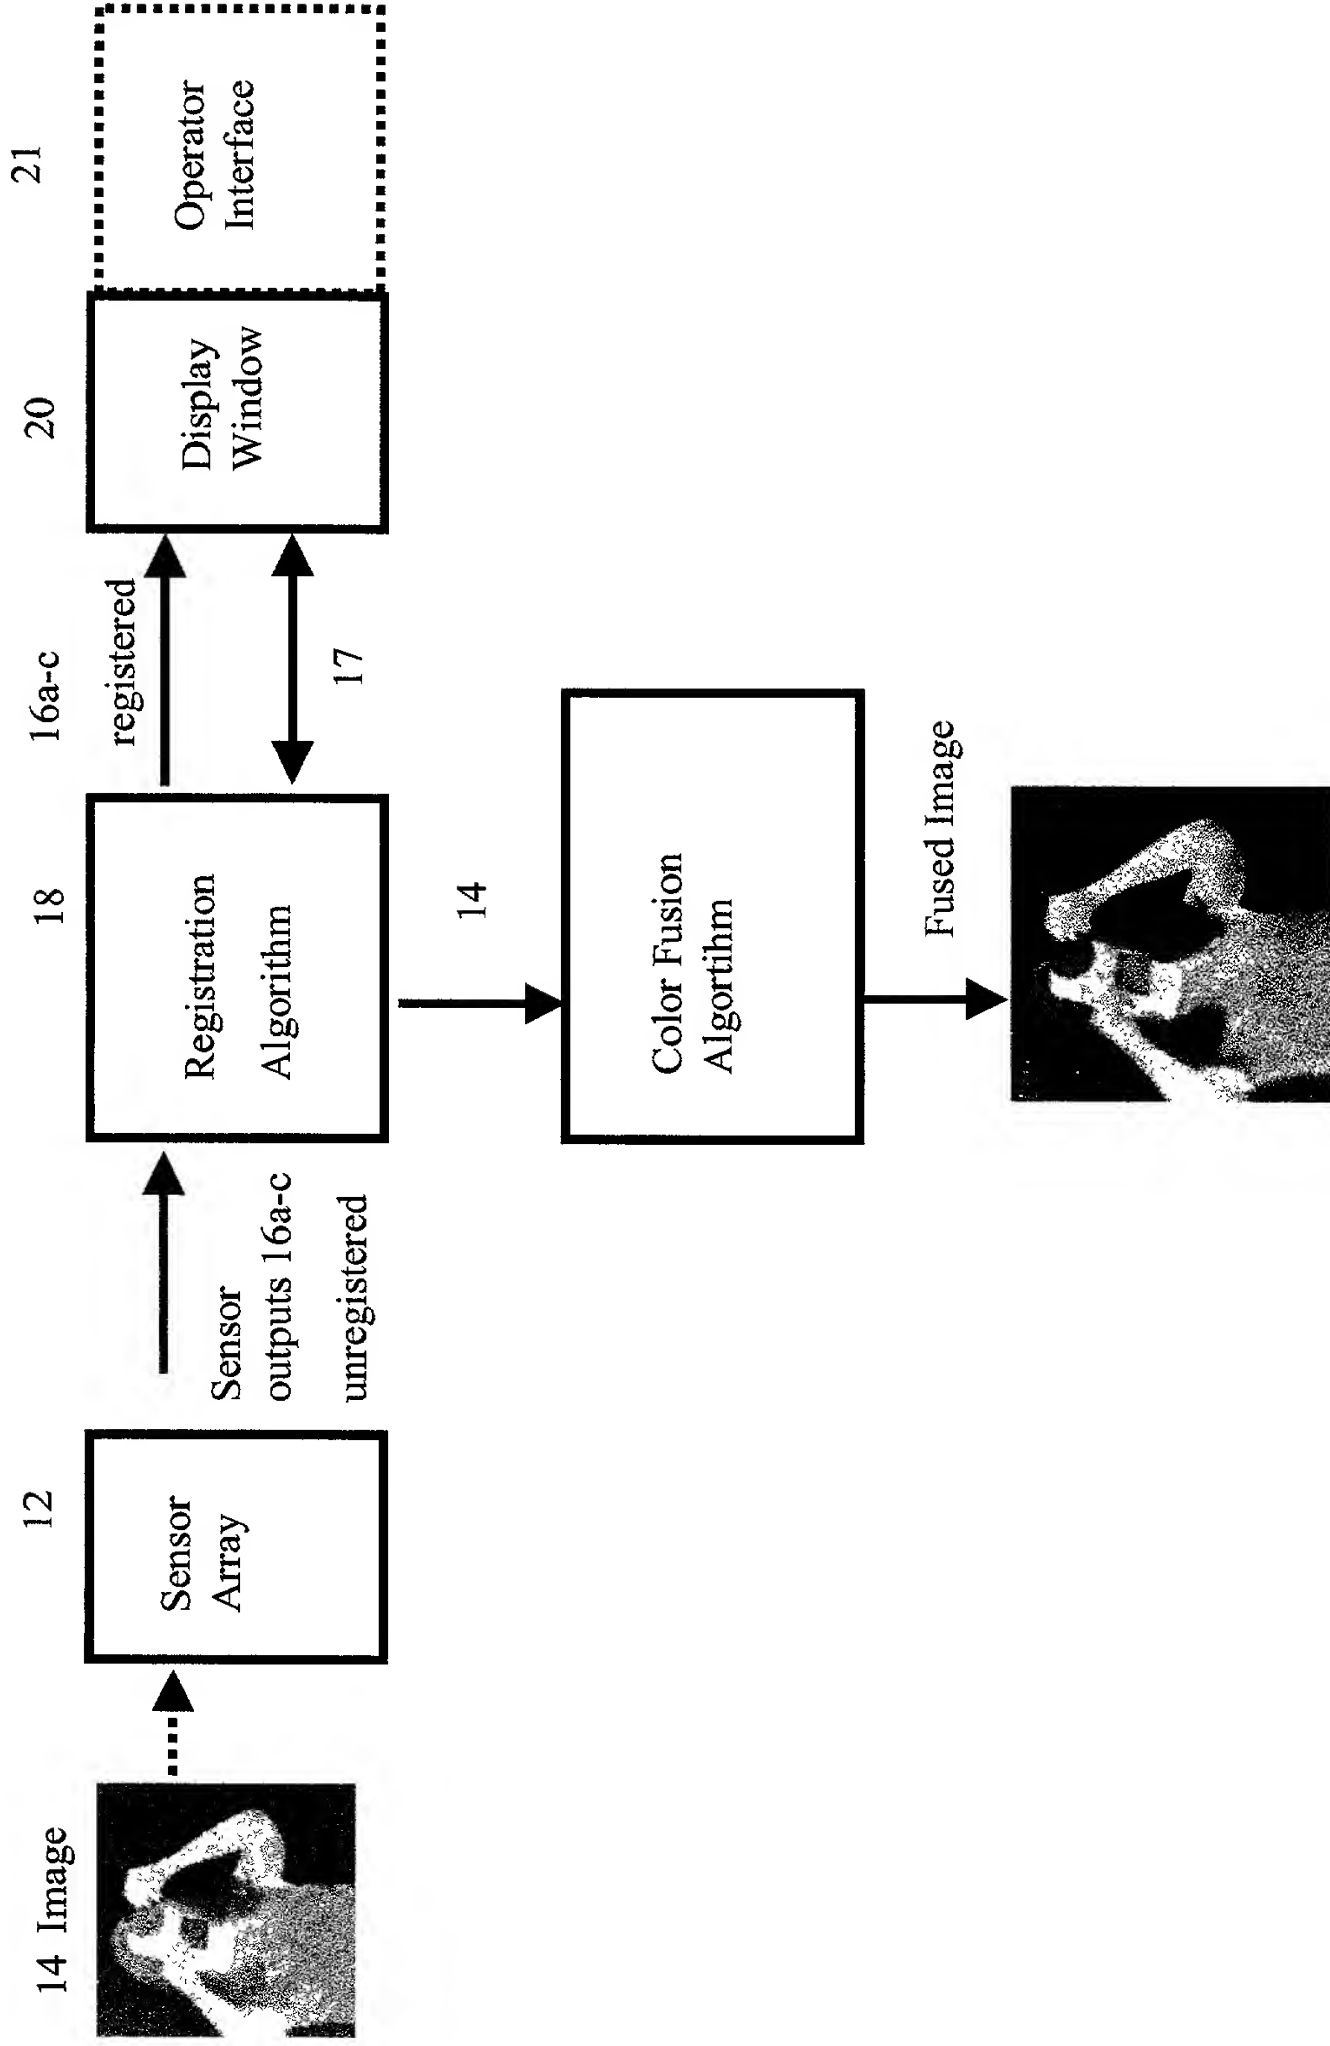 14 Image
12
Sensor
Array
Sensor
outputs 16a-c
unregistered
18
Registration
Algorithm
16a-c
registered
17
20
Display
Window
21
Operator
Interface
14
Color Fusion
Algortihm
Fused Image